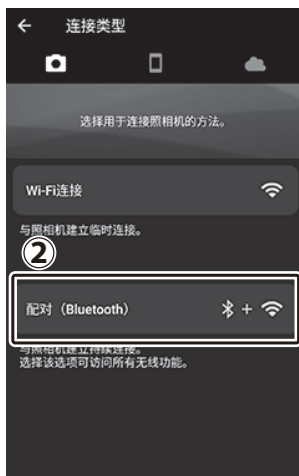 连接类型
选择用于连接照相机的方法。
Wi-Fi连接
与照相机建立临时连接。
②
配对（Bluetooth）
+
与照相机建立持续连接。
选择该选项可访问所有无线功能。